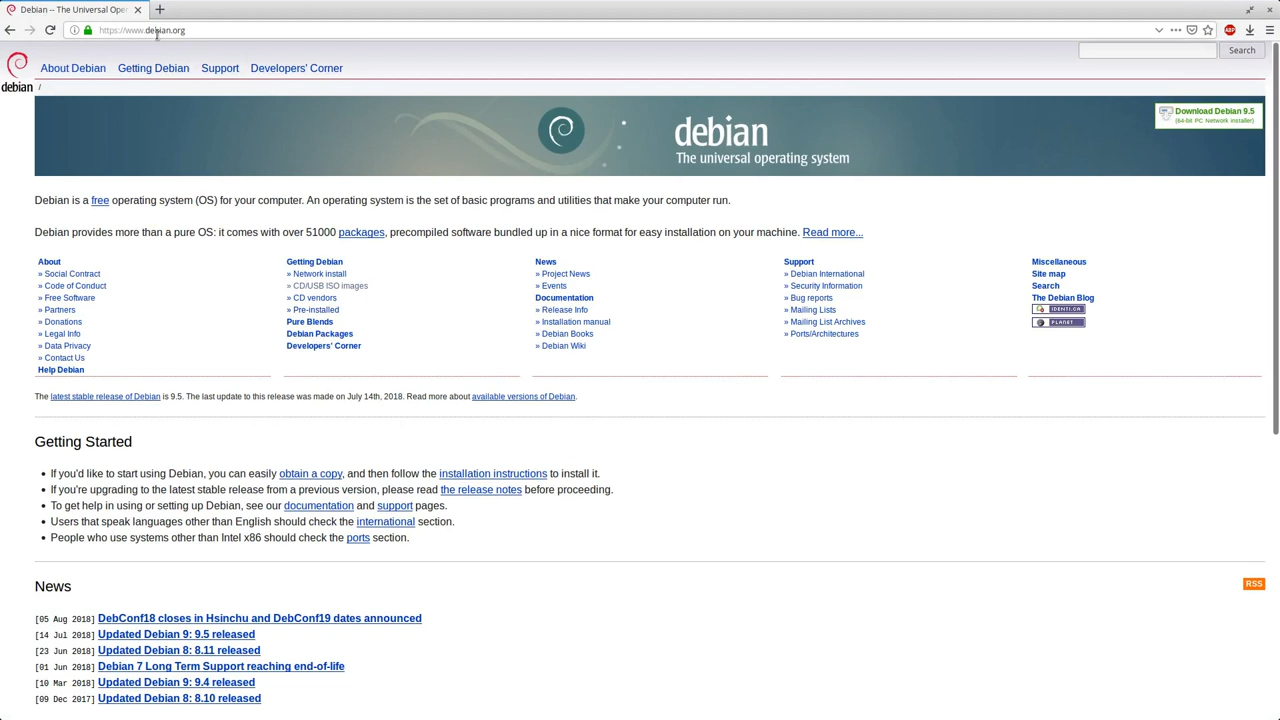 Debian -- The Universal Oper
https://www.debian.org
Search
About Debian Getting Debian Support Developers' Corner
debian
/
debian
The universal operating system
Download Debian 9.5
(64-bit PC Network installer)
Debian is a free operating system (OS) for your computer. An operating system is the set of basic programs and utilities that make your computer run.
Debian provides more than a pure OS: it comes with over 51000 packages, precompiled software bundled up in a nice format for easy installation on your machine. Read more...
About
» Social Contract
» Code of Conduct
» Free Software
» Partners
» Donations
» Legal Info
» Data Privacy
» Contact Us
Help Debian
Getting Debian
» Network install
» CD/USB ISO images
» CD vendors
» Pre-installed
Pure Blends
Debian Packages
Developers' Corner
News
» Project News
» Events
Documentation
» Release Info
» Installation manual
» Debian Books
» Debian Wiki
Support
» Debian International
» Security Information
» Bug reports
» Mailing Lists
» Mailing List Archives
» Ports/Architectures
Miscellaneous
Site map
Search
The Debian Blog
IDENTI.CA
PLANET
The latest stable release of Debian is 9.5. The last update to this release was made on July 14th, 2018. Read more about available versions of Debian.
Getting Started
• If you'd like to start using Debian, you can easily obtain a copy, and then follow the installation instructions to install it.
• If you're upgrading to the latest stable release from a previous version, please read the release notes before proceeding.
• To get help in using or setting up Debian, see our documentation and support pages.
• Users that speak languages other than English should check the international section.
• People who use systems other than Intel x86 should check the ports section.
News
RSS
[05 Aug 2018] DebConf18 closes in Hsinchu and DebConf19 dates announced
[14 Jul 2018] Updated Debian 9: 9.5 released
[23 Jun 2018] Updated Debian 8: 8.11 released
[01 Jun 2018] Debian 7 Long Term Support reaching end-of-life
[10 Mar 2018] Updated Debian 9: 9.4 released
[09 Dec 2017] Updated Debian 8: 8.10 released